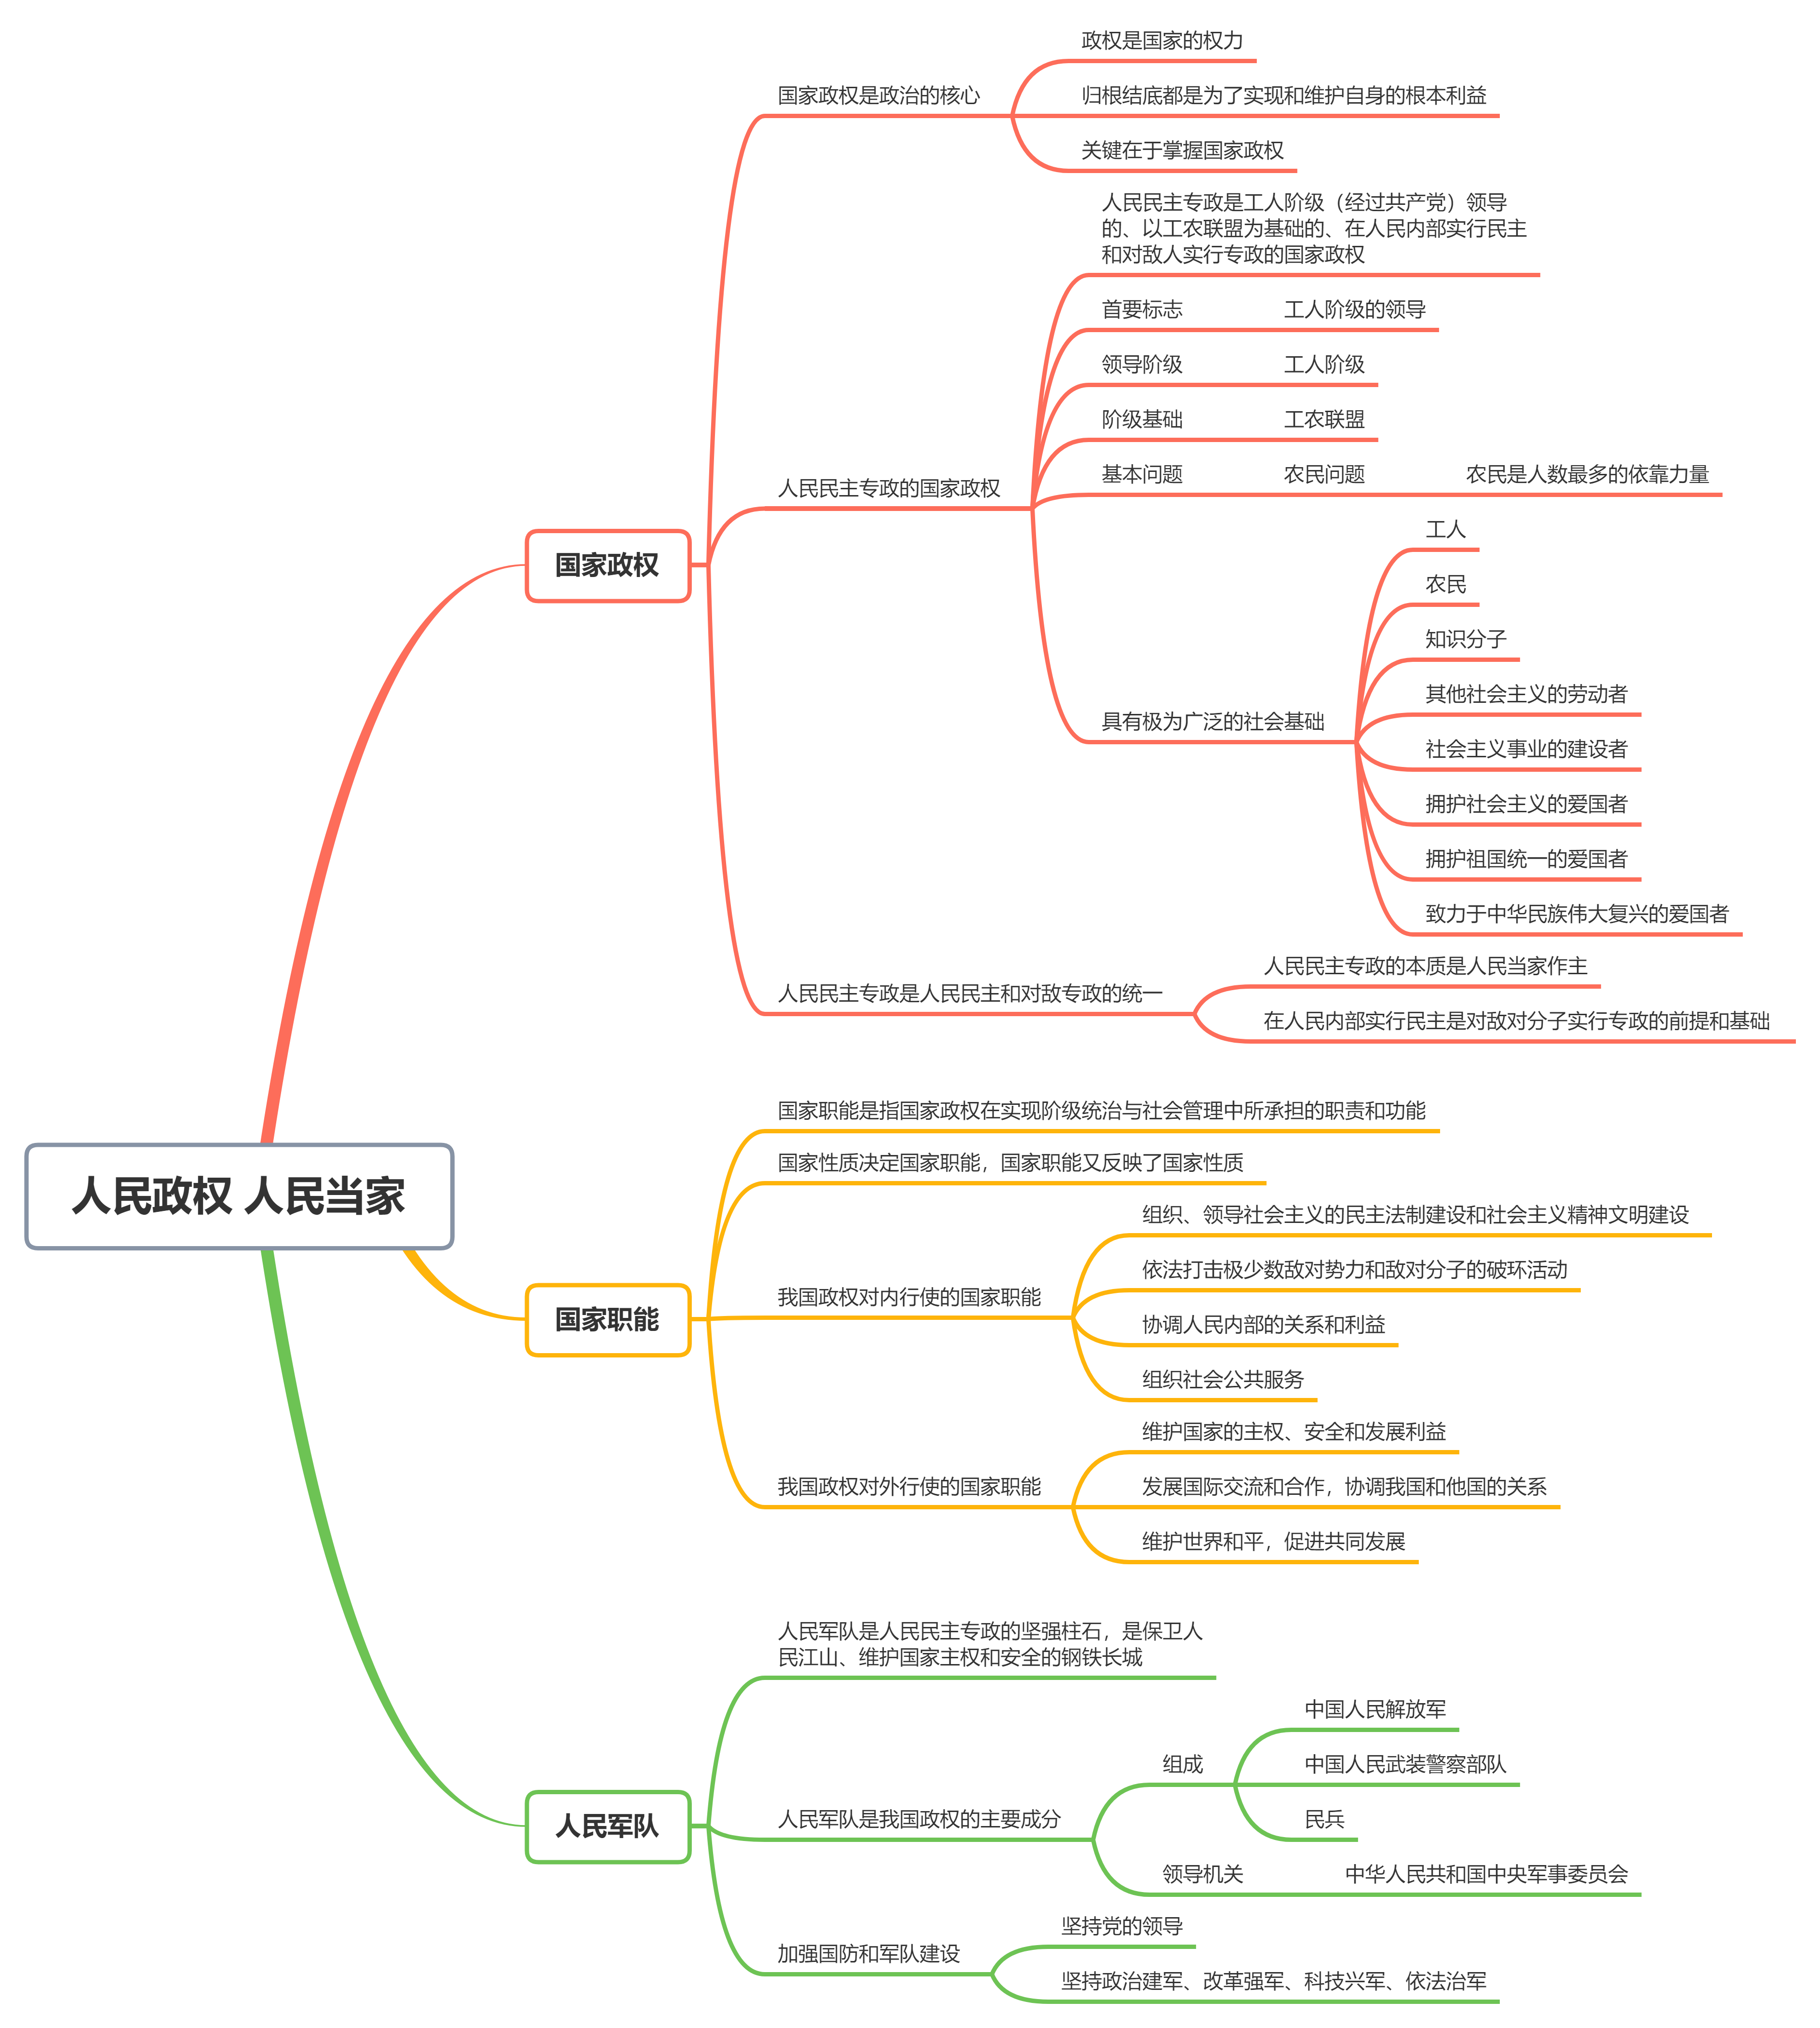 人民政权 人民当家
国家政权
国家政权是政治的核心
政权是国家的权力
归根结底都是为了实现和维护自身的根本利益
关键在于掌握国家政权
人民民主专政的国家政权
人民民主专政是工人阶级（经过共产党）领导
的、以工农联盟为基础的、在人民内部实行民主
和对敌人实行专政的国家政权
首要标志
工人阶级的领导
领导阶级
工人阶级
阶级基础
工农联盟
基本问题
农民问题
农民是人数最多的依靠力量
具有极为广泛的社会基础
工人
农民
知识分子
其他社会主义的劳动者
社会主义事业的建设者
拥护社会主义的爱国者
拥护祖国统一的爱国者
致力于中华民族伟大复兴的爱国者
人民民主专政是人民民主和对敌专政的统一
人民民主专政的本质是人民当家作主
在人民内部实行民主是对敌对分子实行专政的前提和基础
国家职能
国家职能是指国家政权在实现阶级统治与社会管理中所承担的职责和功能
国家性质决定国家职能，国家职能又反映了国家性质
我国政权对内行使的国家职能
组织、领导社会主义的民主法制建设和社会主义精神文明建设
依法打击极少数敌对势力和敌对分子的破环活动
协调人民内部的关系和利益
组织社会公共服务
我国政权对外行使的国家职能
维护国家的主权、安全和发展利益
发展国际交流和合作，协调我国和他国的关系
维护世界和平，促进共同发展
人民军队
人民军队是人民民主专政的坚强柱石，是保卫人
民江山、维护国家主权和安全的钢铁长城
人民军队是我国政权的主要成分
组成
中国人民解放军
中国人民武装警察部队
民兵
领导机关
中华人民共和国中央军事委员会
加强国防和军队建设
坚持党的领导
坚持政治建军、改革强军、科技兴军、依法治军